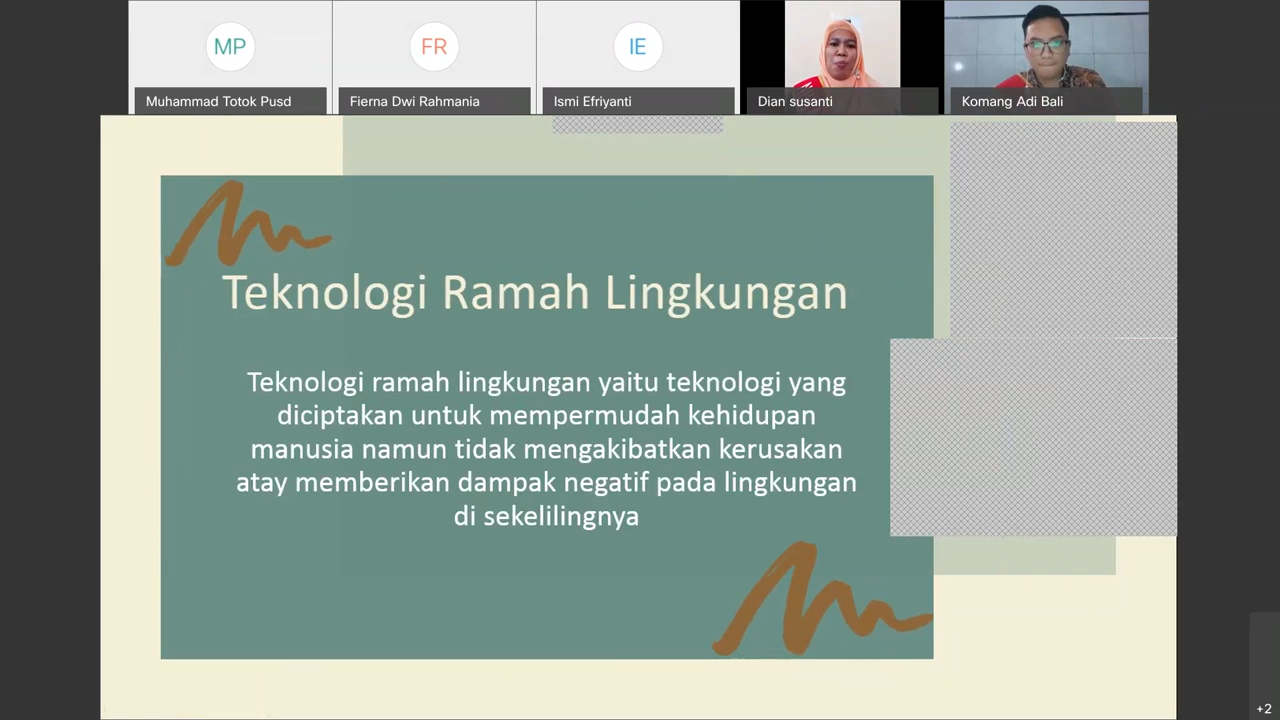 MP
FR
IE
Muhammad Totok Pusd
Fierna Dwi Rahmania
Ismi Efriyanti
Dian susanti
Komang Adi Bali
Teknologi Ramah Lingkungan
Teknologi ramah lingkungan yaitu teknologi yang
diciptakan untuk mempermudah kehidupan
manusia namun tidak mengakibatkan kerusakan
atay memberikan dampak negatif pada lingkungan
di sekelilingnya
+2